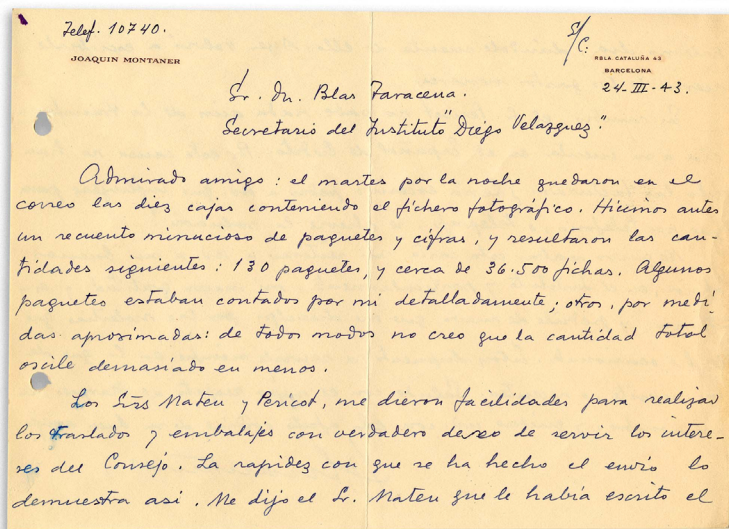 Telef. 10740.
JOAQUIN MONTANER
S/C:
RBLA CATALUÑA 43
BARCELONA
24-III-43.
Sr. Dn. Blas Taracena.
Secretario del Instituto "Diego Velazquez".
Admirado amigo: el martes por la noche quedaron en el
correo las diez cajas conteniendo el fichero fotográfico. Hicimos antes
un recuento minucioso de paquetes y cifras, y resultaron las can-
tidades siguientes: 130 paquetes, y cerca de 36.500 fichas. Algunos
paquetes estaban contados por mi detalladamente; otros, por medi-
das aproximadas: de todos modos no creo que la cantidad total
oscile demasiado en menos.
Los Srs Mateu y Pericot, me dieron facilidades para realizar
los traslados y embalajes con verdadero deseo de servir los intere-
ses del Consejo. La rapidez con que se ha hecho el envio lo
demuestra asi. Me dijo el Sr. Mateu que le había escrito el